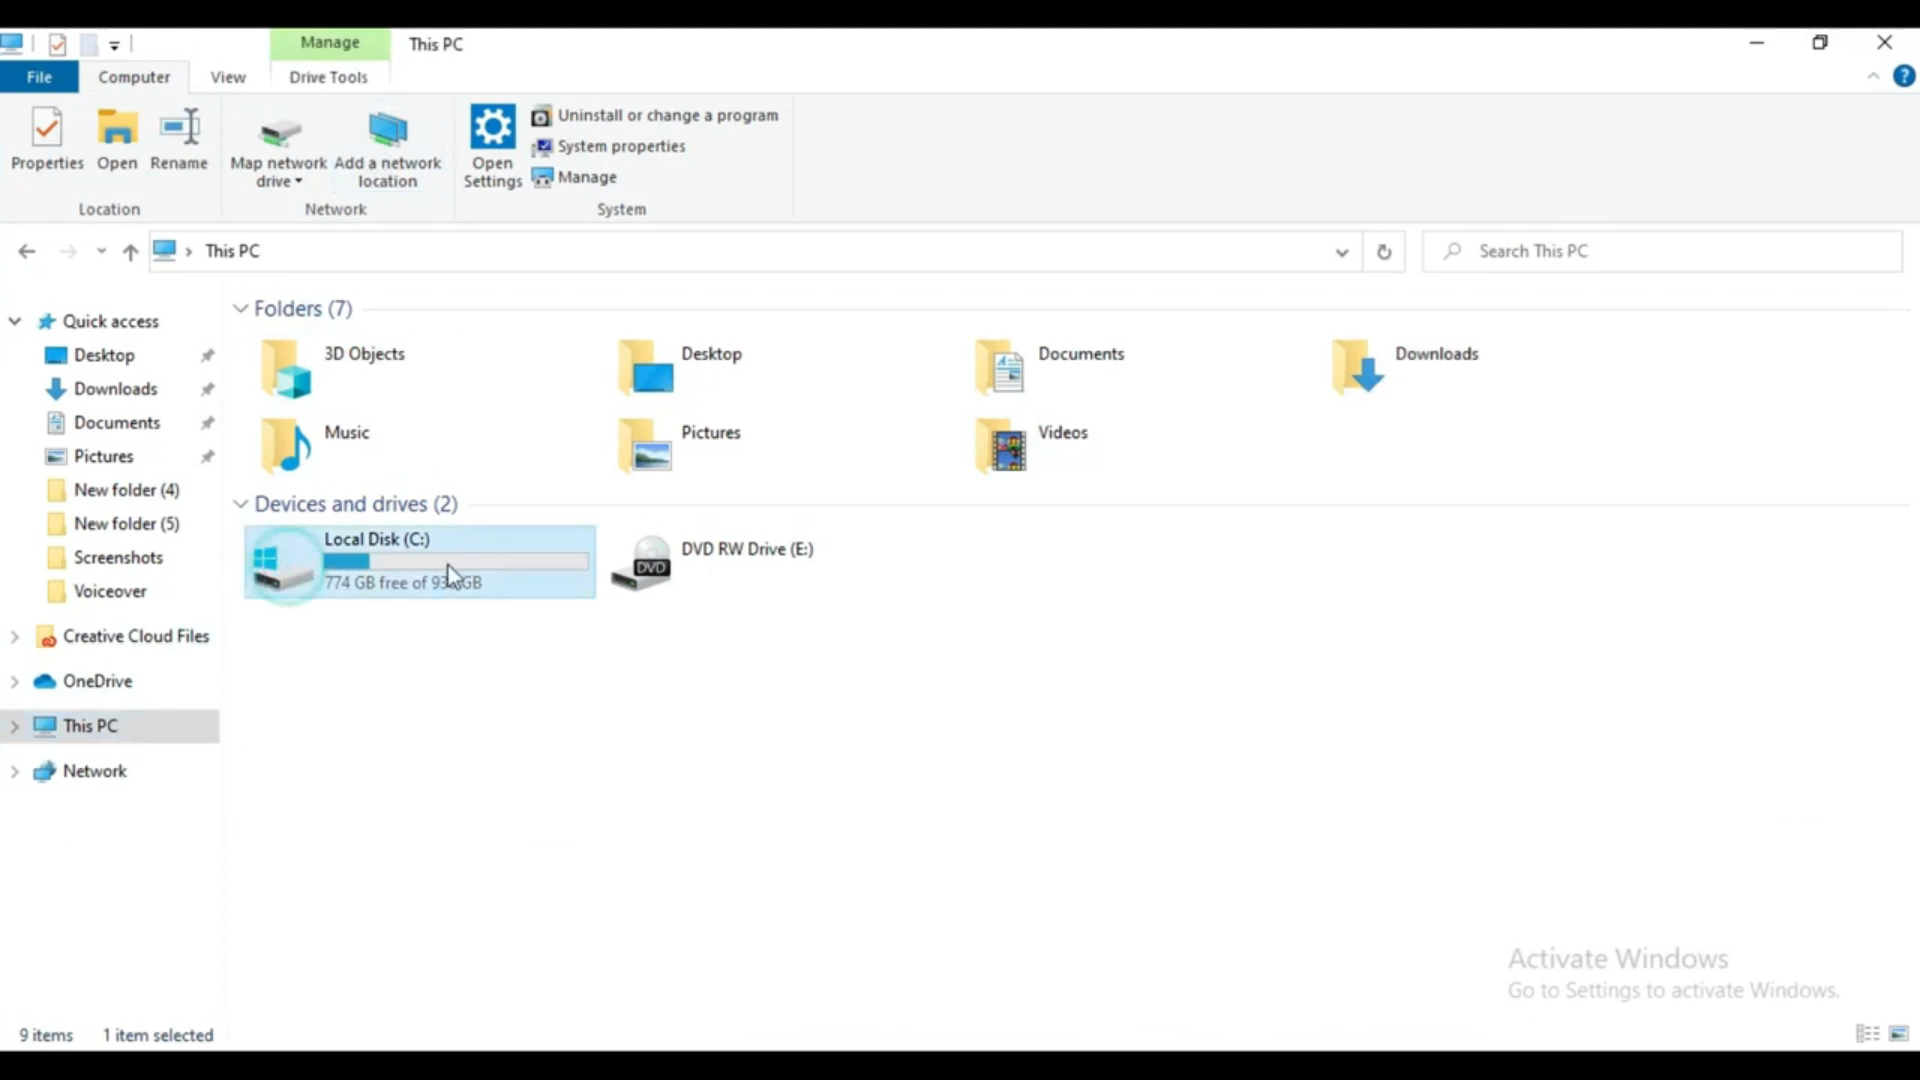 Manage
This PC
File
Computer
View
Drive Tools
Properties
Open
Rename
Map network
drive
Add a network
location
Open
Settings
Uninstall or change a program
System properties
Manage
Location
Network
System
This PC
Search This PC
Quick access
Desktop
Downloads
Documents
Pictures
New folder (4)
New folder (5)
Screenshots
Voiceover
Creative Cloud Files
OneDrive
This PC
Network
Folders (7)
3D Objects
Desktop
Documents
Downloads
Music
Pictures
Videos
Devices and drives (2)
Local Disk (C:)
774 GB free of GB
DVD RW Drive (E:)
DVD
Activate Windows
Go to Settings to activate Windows.
9 items
1 item selected